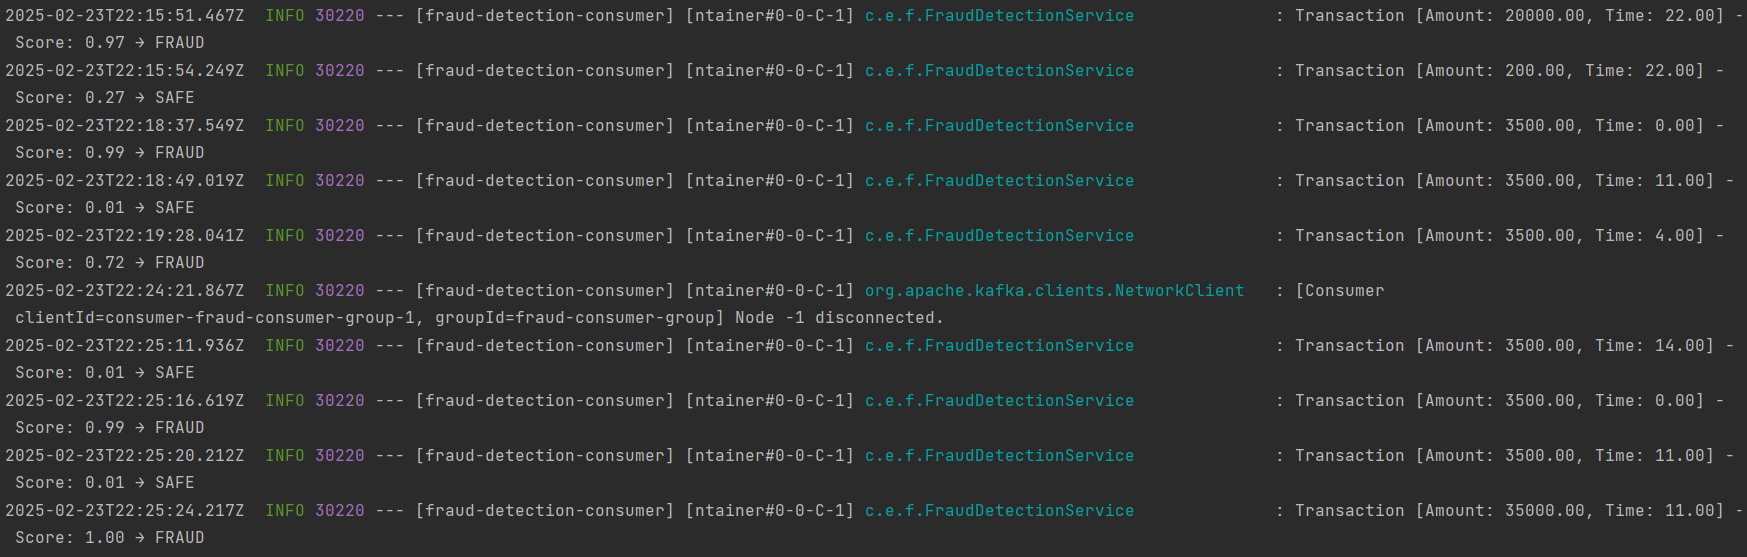 2025-02-23T22:15:51.467Z  INFO 30220 --- [fraud-detection-consumer] [ntainer#0-0-C-1] c.e.f.FraudDetectionService              : Transaction [Amount: 20000.00, Time: 22.00] -
 Score: 0.97 → FRAUD
2025-02-23T22:15:54.249Z  INFO 30220 --- [fraud-detection-consumer] [ntainer#0-0-C-1] c.e.f.FraudDetectionService              : Transaction [Amount: 200.00, Time: 22.00] -
 Score: 0.27 → SAFE
2025-02-23T22:18:37.549Z  INFO 30220 --- [fraud-detection-consumer] [ntainer#0-0-C-1] c.e.f.FraudDetectionService              : Transaction [Amount: 3500.00, Time: 0.00] -
 Score: 0.99 → FRAUD
2025-02-23T22:18:49.019Z  INFO 30220 --- [fraud-detection-consumer] [ntainer#0-0-C-1] c.e.f.FraudDetectionService              : Transaction [Amount: 3500.00, Time: 11.00] -
 Score: 0.01 → SAFE
2025-02-23T22:19:28.041Z  INFO 30220 --- [fraud-detection-consumer] [ntainer#0-0-C-1] c.e.f.FraudDetectionService              : Transaction [Amount: 3500.00, Time: 4.00] -
 Score: 0.72 → FRAUD
2025-02-23T22:24:21.867Z  INFO 30220 --- [fraud-detection-consumer] [ntainer#0-0-C-1] org.apache.kafka.clients.NetworkClient   : [Consumer
 clientId=consumer-fraud-consumer-group-1, groupId=fraud-consumer-group] Node -1 disconnected.
2025-02-23T22:25:11.936Z  INFO 30220 --- [fraud-detection-consumer] [ntainer#0-0-C-1] c.e.f.FraudDetectionService              : Transaction [Amount: 3500.00, Time: 14.00] -
 Score: 0.01 → SAFE
2025-02-23T22:25:16.619Z  INFO 30220 --- [fraud-detection-consumer] [ntainer#0-0-C-1] c.e.f.FraudDetectionService              : Transaction [Amount: 3500.00, Time: 0.00] -
 Score: 0.99 → FRAUD
2025-02-23T22:25:20.212Z  INFO 30220 --- [fraud-detection-consumer] [ntainer#0-0-C-1] c.e.f.FraudDetectionService              : Transaction [Amount: 3500.00, Time: 11.00] -
 Score: 0.01 → SAFE
2025-02-23T22:25:24.217Z  INFO 30220 --- [fraud-detection-consumer] [ntainer#0-0-C-1] c.e.f.FraudDetectionService              : Transaction [Amount: 35000.00, Time: 11.00] -
 Score: 1.00 → FRAUD